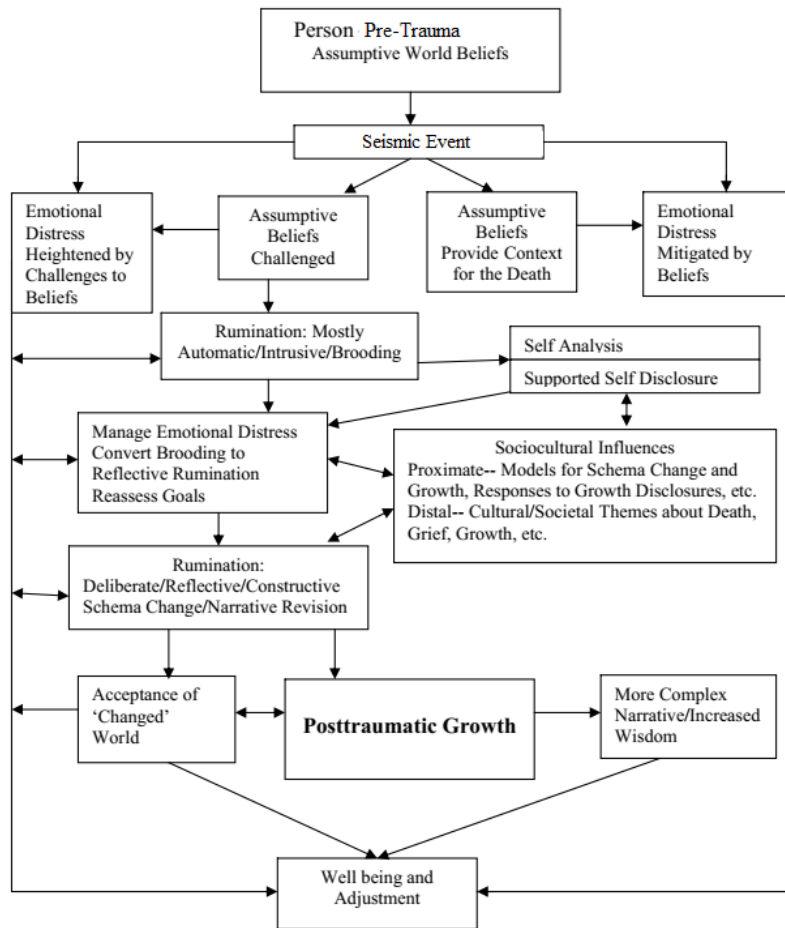 Person Pre-Trauma
Assumptive World Beliefs
Seismic Event
Emotional
Distress
Heightened by
Challenges to
Beliefs
Assumptive
Beliefs
Challenged
Assumptive
Beliefs
Provide Context
for the Death
Emotional
Distress
Mitigated by
Beliefs
Rumination: Mostly
Automatic/Intrusive/Brooding
Self Analysis
Supported Self Disclosure
Manage Emotional Distress
Convert Brooding to
Reflective Rumination
Reassess Goals
Sociocultural Influences
Proximate-- Models for Schema Change and
Growth, Responses to Growth Disclosures, etc.
Distal-- Cultural/Societal Themes about Death,
Grief, Growth, etc.
Rumination:
Deliberate/Reflective/Constructive
Schema Change/Narrative Revision
Acceptance of
‘Changed’
World
Posttraumatic Growth
More Complex
Narrative/Increased
Wisdom
Well being and
Adjustment